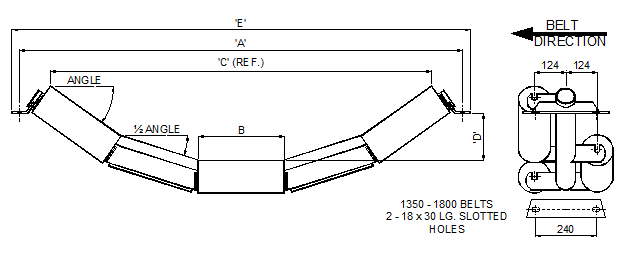 'E'
'A'
'C' (REF.)
ANGLE
½ ANGLE
B
'D'
BELT
DIRECTION
124 124
1350 - 1800 BELTS
2 - 18 x 30 LG. SLOTTED
HOLES
240